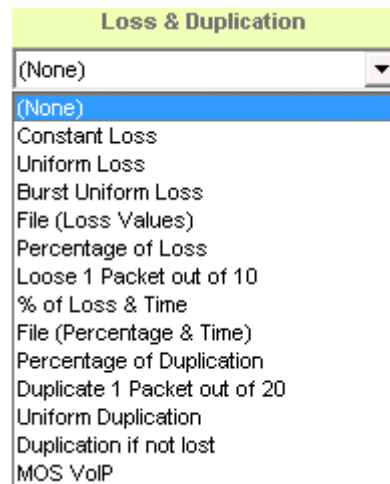 Loss & Duplication
(None)
(None)
Constant Loss
Uniform Loss
Burst Uniform Loss
File (Loss Values)
Percentage of Loss
Loose 1 Packet out of 10
% of Loss & Time
File (Percentage & Time)
Percentage of Duplication
Duplicate 1 Packet out of 20
Uniform Duplication
Duplication if not lost
MOS VoIP